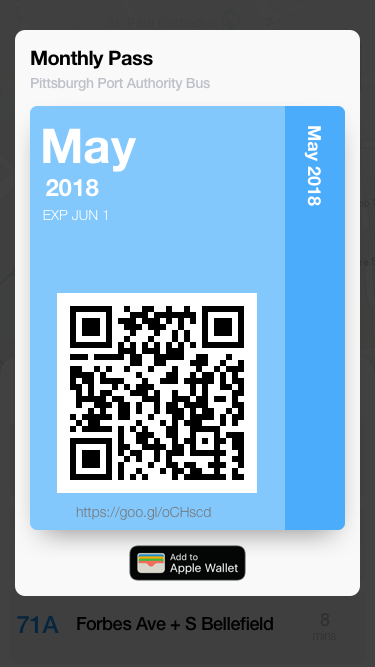 Monthly Pass
Pittsburgh Port Authority Bus
May
2018
EXP JUN 1
May 2018
https://goo.gl/oCHscd
Add to
Apple Wallet
71A Forbes Ave + S Bellefield 8
mins